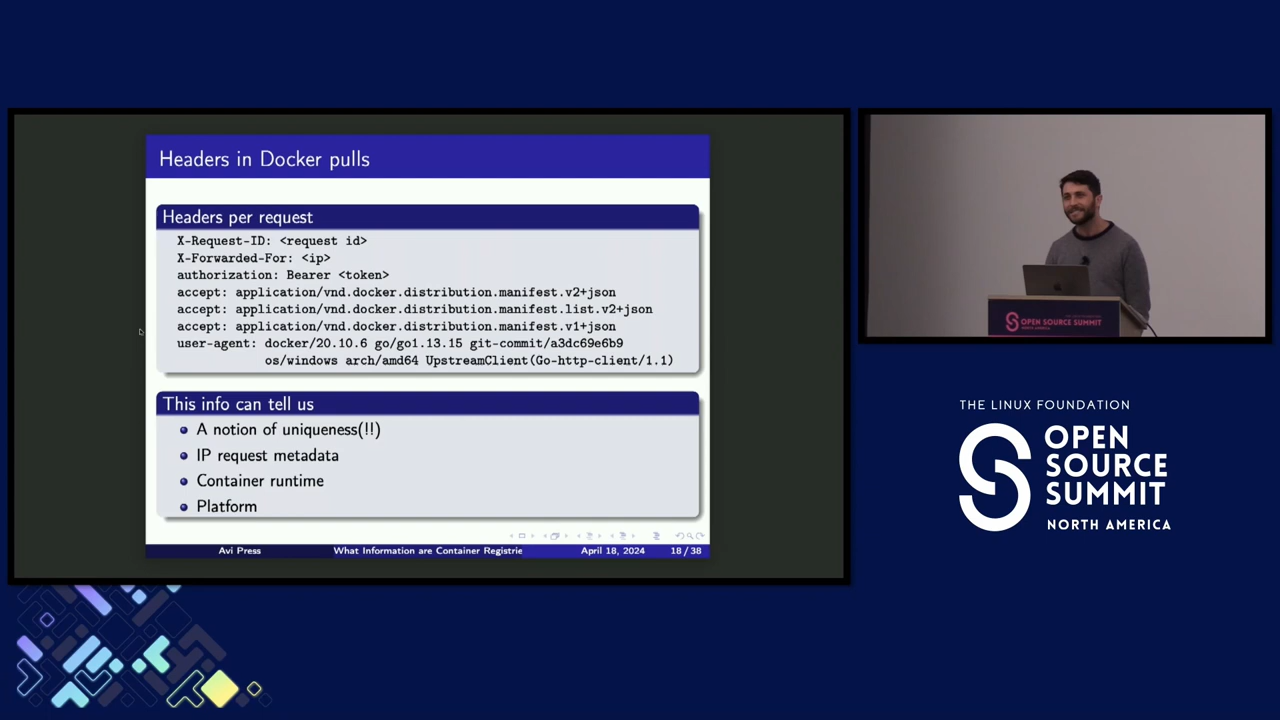 Headers in Docker pulls
Headers per request
X-Request-ID: <request id>
X-Forwarded-For: <ip>
authorization: Bearer <token>
accept: application/vnd.docker.distribution.manifest.v2+json
accept: application/vnd.docker.distribution.manifest.list.v2+json
accept: application/vnd.docker.distribution.manifest.v1+json
user-agent: docker/20.10.6 go/go1.13.15 git-commit/a3dc69e6b9
os/windows arch/amd64 UpstreamClient(Go-http-client/1.1)
This info can tell us
A notion of uniqueness(!!)
IP request metadata
Container runtime
Platform
Avi Press What Information are Container Registrie April 18, 2024 18 / 38
OPEN SOURCE SUMMIT
NORTH AMERICA
THE LINUX FOUNDATION
OPEN
SOURCE
SUMMIT
NORTH AMERICA